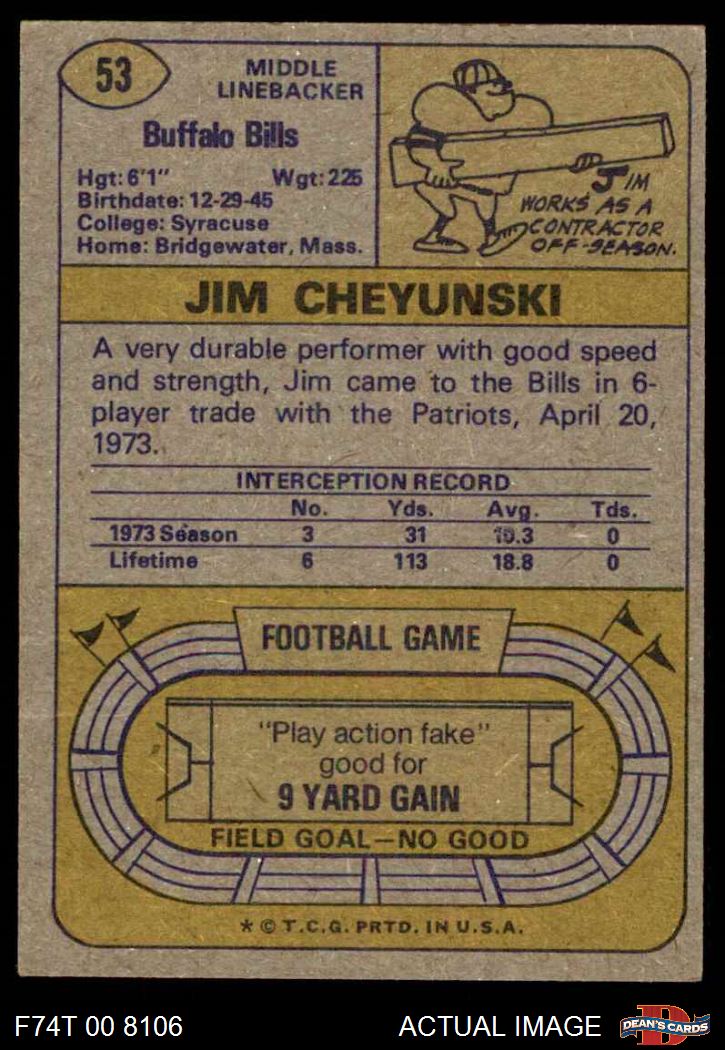 53
MIDDLE
LINEBACKER
Buffalo Bills
Hgt: 6'1" Wgt: 225
Birthdate: 12-29-45
College: Syracuse
Home: Bridgewater, Mass.
JIM
WORKS AS A
CONTRACTOR
OFF-SEASON.
JIM CHEYUNSKI
A very durable performer with good speed
and strength, Jim came to the Bills in 6-
player trade with the Patriots, April 20,
1973.
INTERCEPTION RECORD
No. Yds. Avg. Tds.
1973 Season 3 31 10.3 0
Lifetime 6 113 18.8 0
FOOTBALL GAME
"Play action fake"
good for
9 YARD GAIN
FIELD GOAL—NO GOOD
* © T.C.G. PRTD. IN U.S.A.
F74T 00 8106 ACTUAL IMAGE
D
DEAN'S CARDS